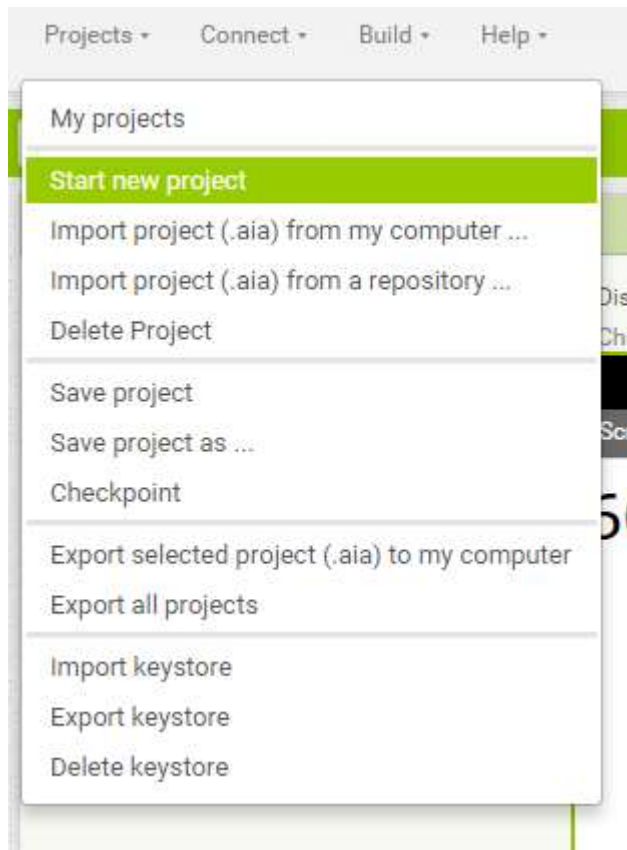 Projects Connect Build Help
My projects
Start new project
Import project (.aia) from my computer ...
Import project (.aia) from a repository ...
Delete Project
Save project
Save project as ...
Checkpoint
Export selected project (.aia) to my computer
Export all projects
Import keystore
Export keystore
Delete keystore